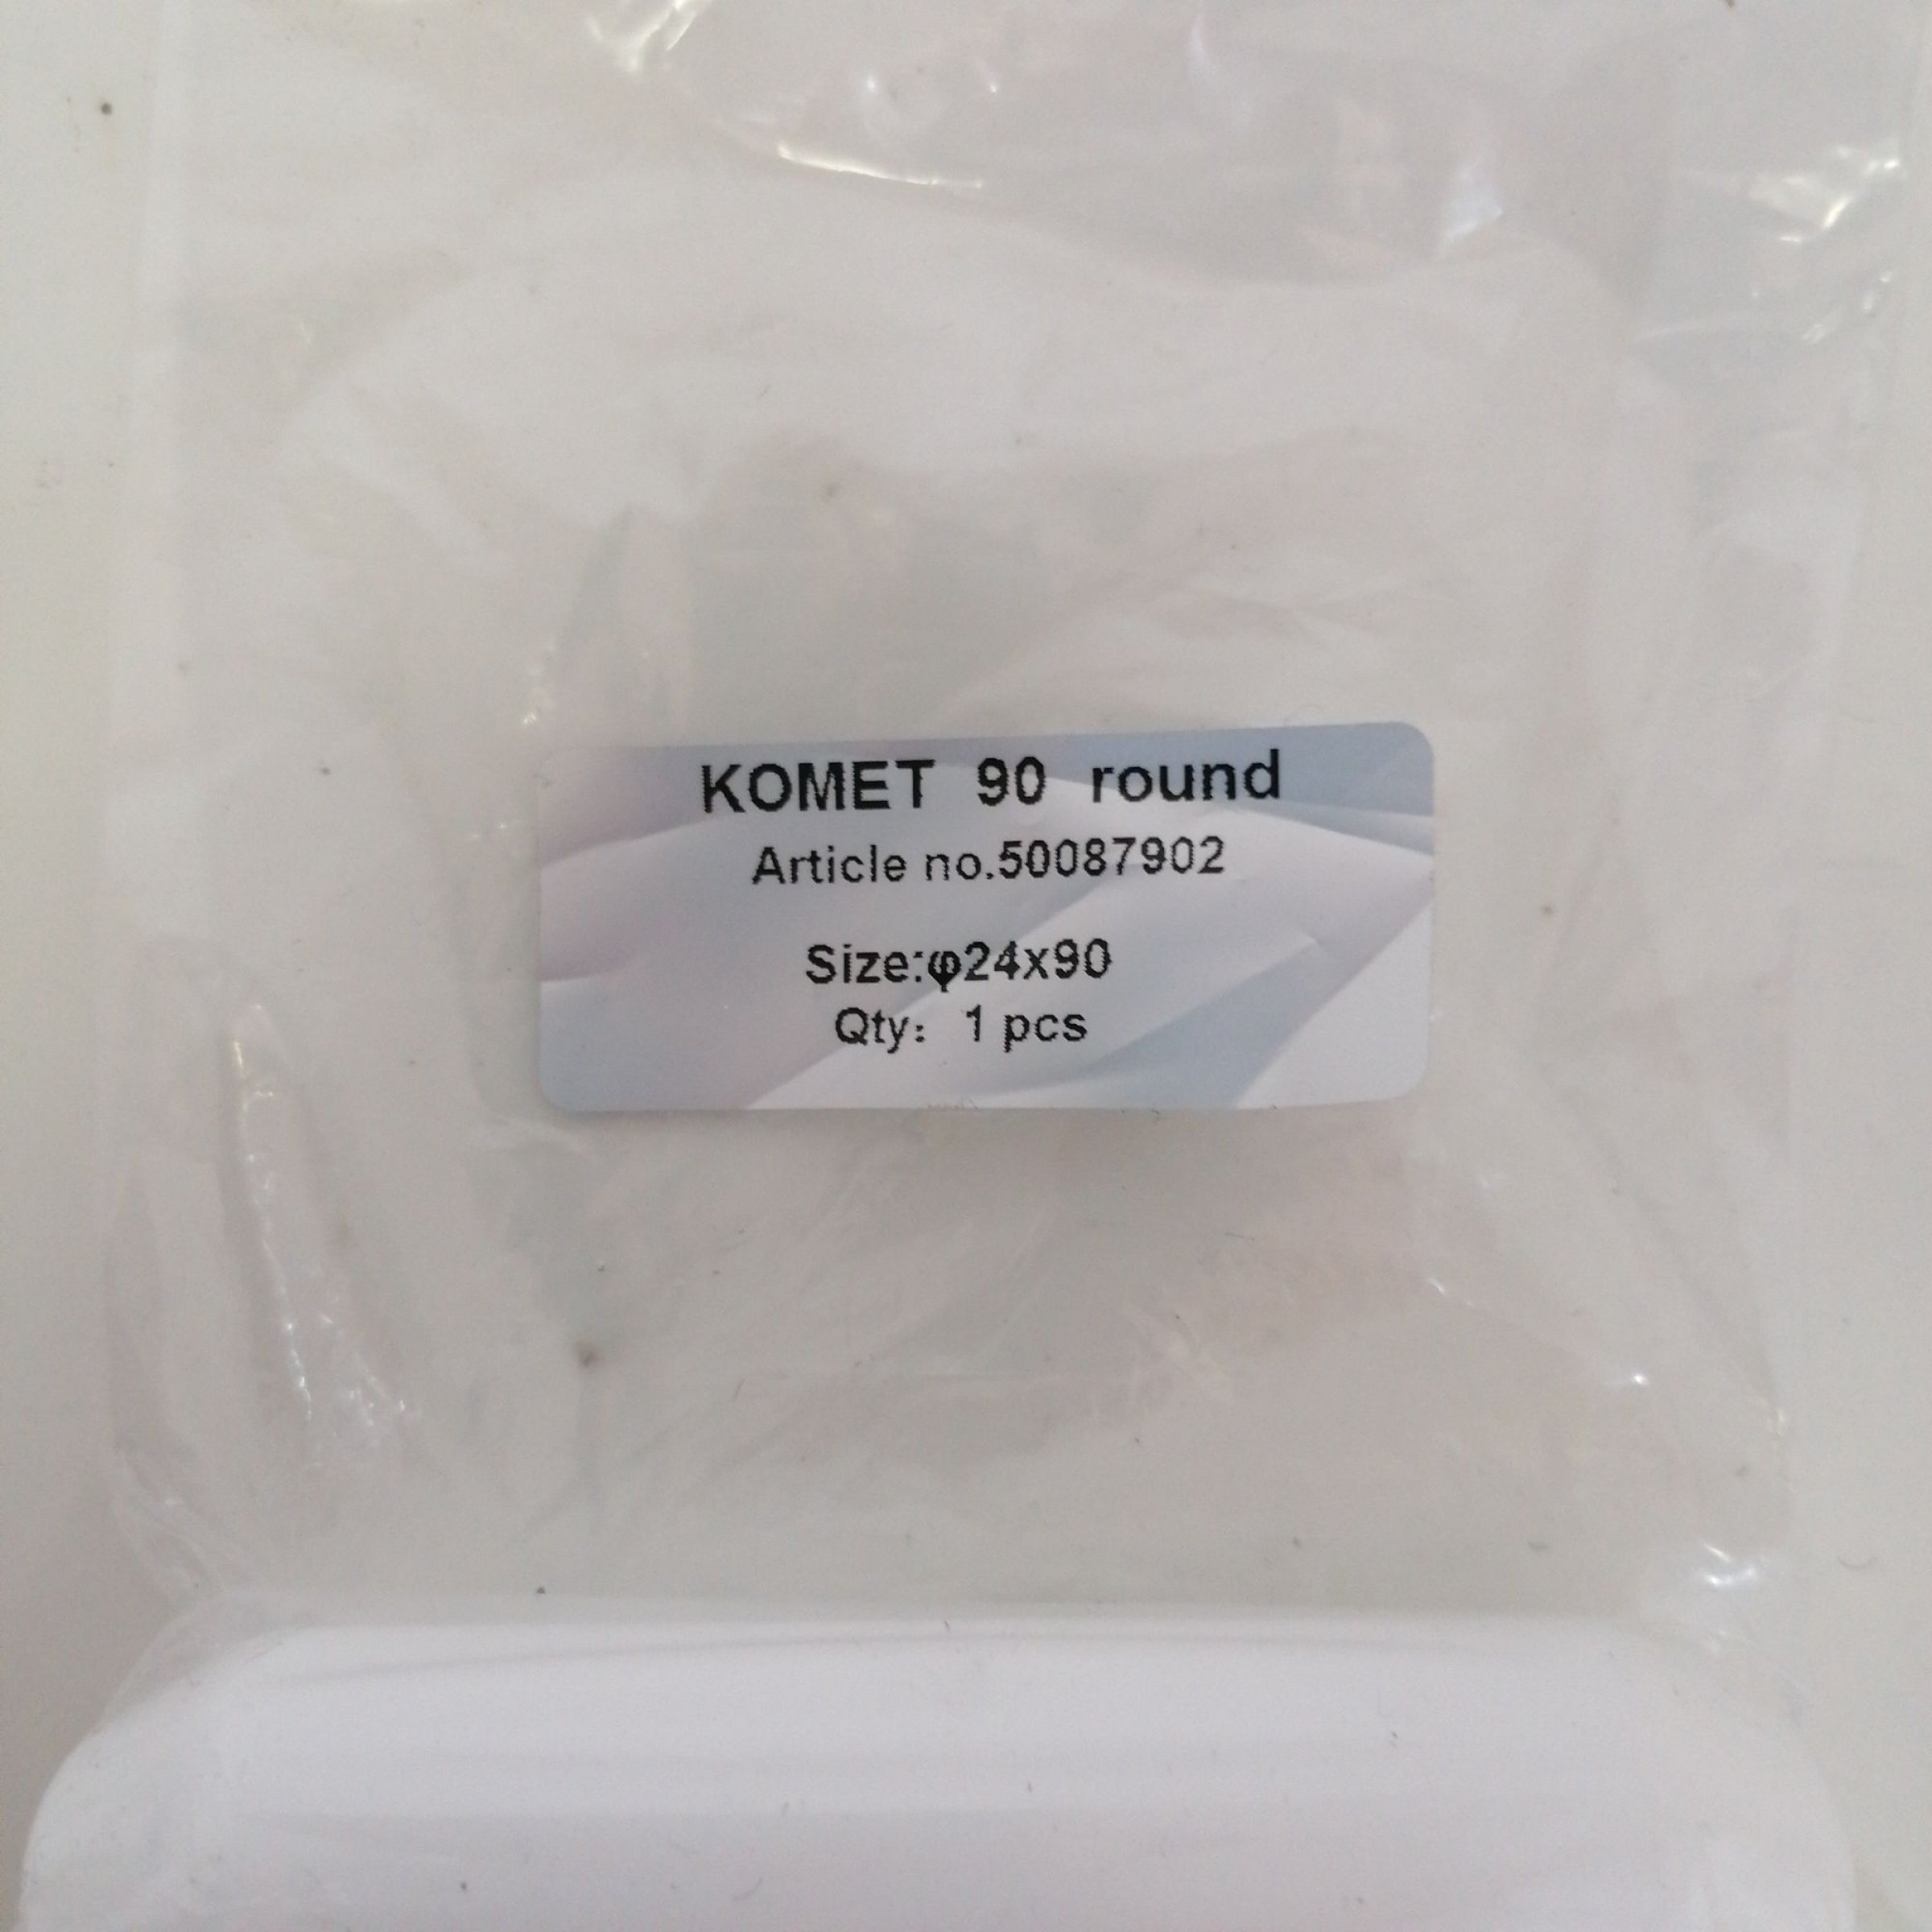 KOMET 90 round
Article no.50087902
Size:φ24x90
Qty: 1 pcs